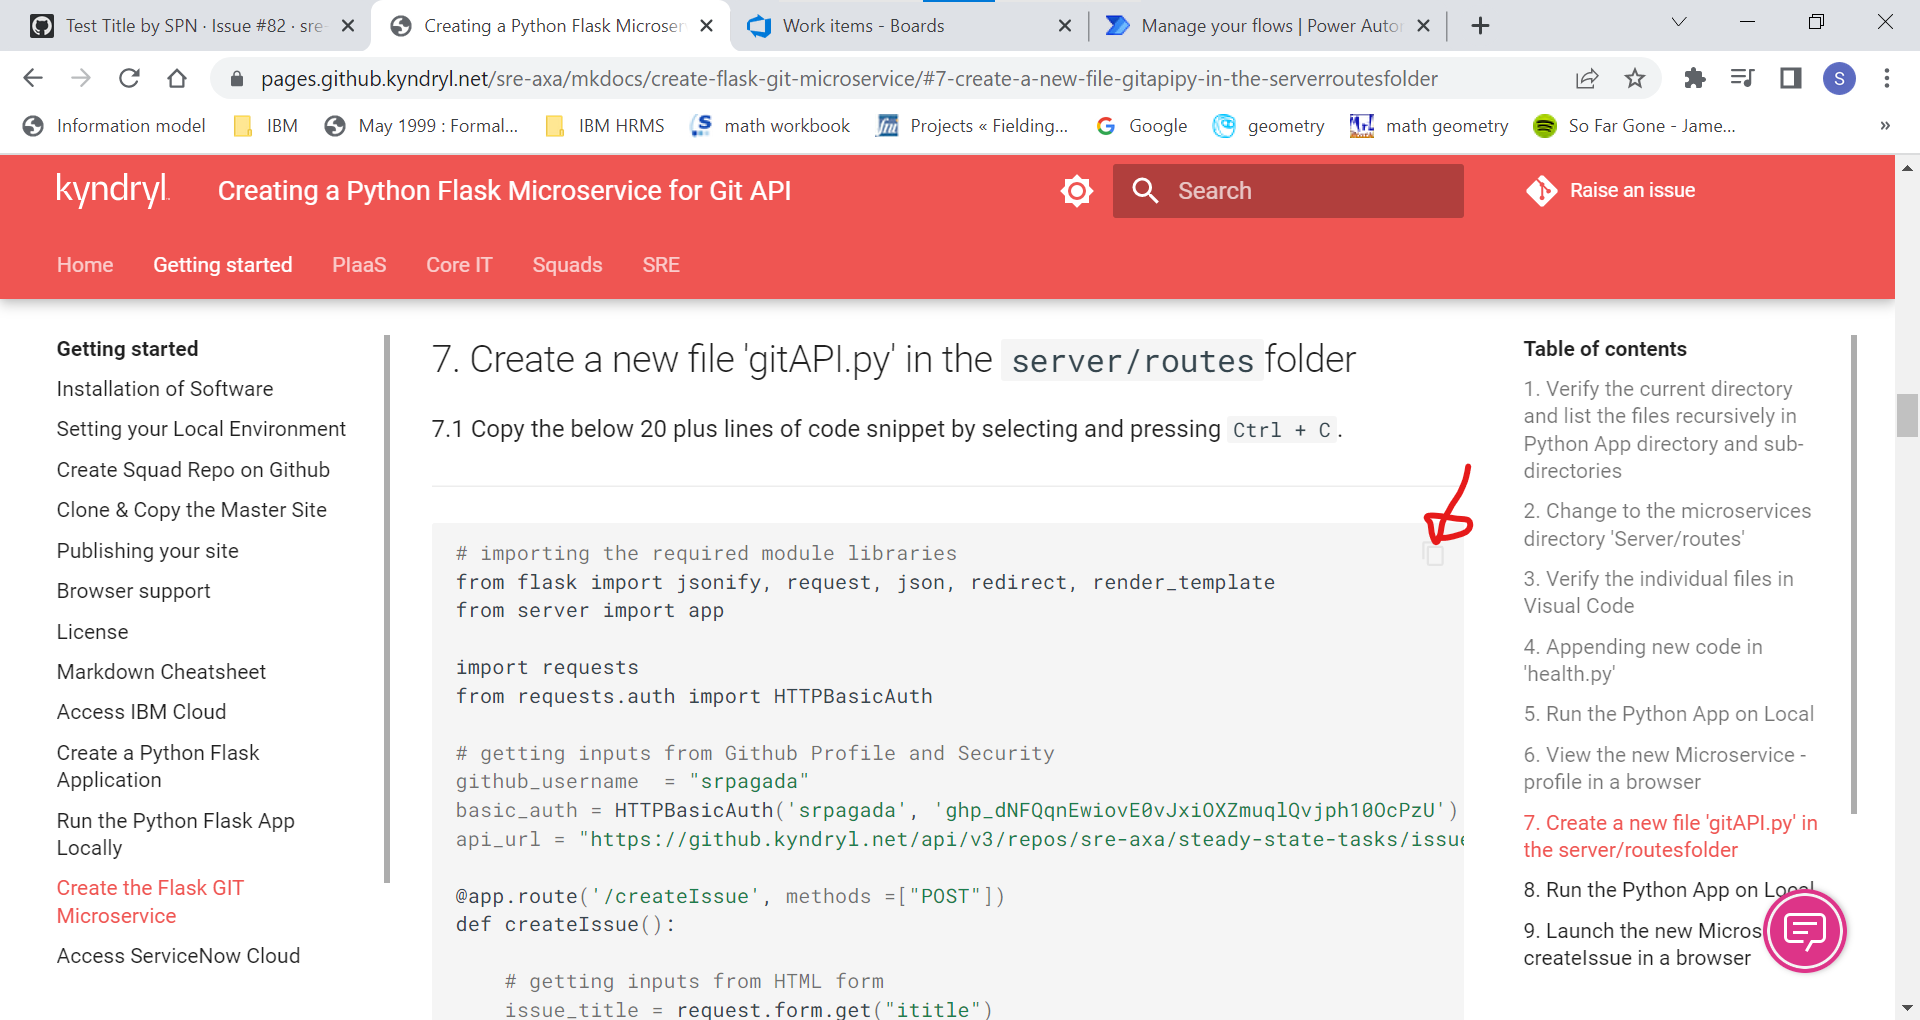 Test Title by SPN · Issue #82 · sre-
Creating a Python Flask Microser
Work items - Boards
Manage your flows | Power Auto
pages.github.kyndryl.net/sre-axa/mkdocs/create-flask-git-microservice/#7-create-a-new-file-gitapipy-in-the-serverroutesfolder
S
Information model
IBM
May 1999 : Formal...
IBM HRMS
math workbook
Projects « Fielding...
Google
geometry
math geometry
So Far Gone - Jame...
»
kyndryl
Creating a Python Flask Microservice for Git API
Search
Raise an issue
Home
Getting started
PIaaS
Core IT
Squads
SRE
Getting started
Installation of Software
Setting your Local Environment
Create Squad Repo on Github
Clone & Copy the Master Site
Publishing your site
Browser support
License
Markdown Cheatsheet
Access IBM Cloud
Create a Python Flask
Application
Run the Python Flask App
Locally
Create the Flask GIT
Microservice
Access ServiceNow Cloud
7. Create a new file 'gitAPI.py' in the server/routes folder
7.1 Copy the below 20 plus lines of code snippet by selecting and pressing Ctrl + C.
# importing the required module libraries
from flask import jsonify, request, json, redirect, render_template
from server import app
import requests
from requests.auth import HTTPBasicAuth
# getting inputs from Github Profile and Security
github_username = "srpagada"
basic_auth = HTTPBasicAuth('srpagada', 'ghp_dNFQqnEwiovE0vJxiOXZmuqlQvjph10OcPzU')
api_url = "https://github.kyndryl.net/api/v3/repos/sre-axa/steady-state-tasks/issue
@app.route('/createIssue', methods =["POST"])
def createIssue():
# getting inputs from HTML form
issue_title = request.form.get("ititle")
Table of contents
1. Verify the current directory
and list the files recursively in
Python App directory and sub-
directories
2. Change to the microservices
directory 'Server/routes'
3. Verify the individual files in
Visual Code
4. Appending new code in
'health.py'
5. Run the Python App on Local
6. View the new Microservice -
profile in a browser
7. Create a new file 'gitAPI.py' in
the server/routesfolder
8. Run the Python App on Local
9. Launch the new Micros
createIssue in a browser